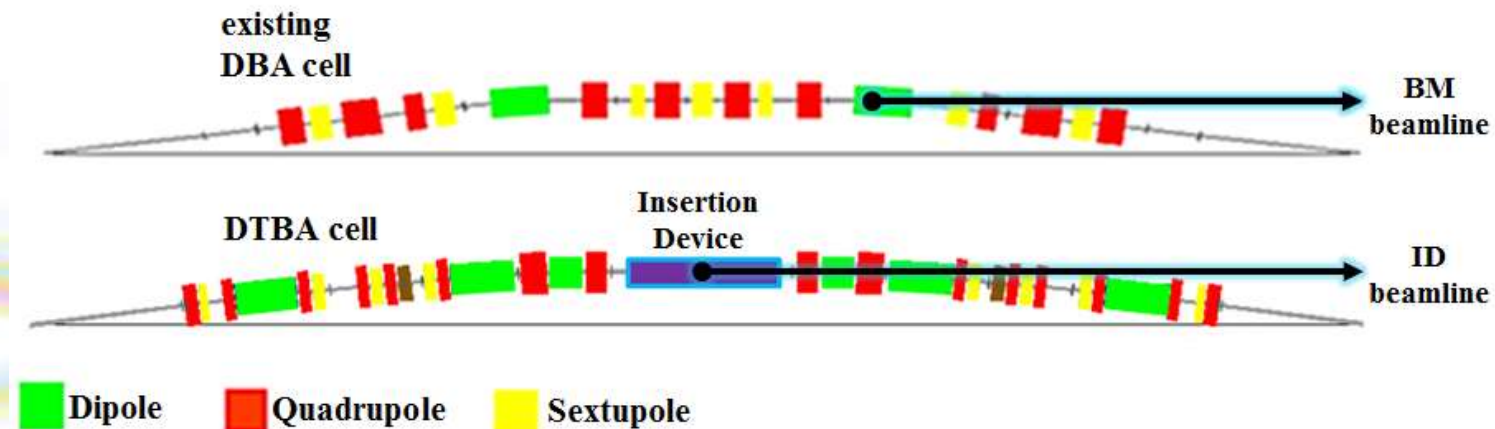 existing
DBA cell
BM
beamline
Insertion
Device
DTBA cell
ID
beamline
Dipole
Quadrupole
Sextupole